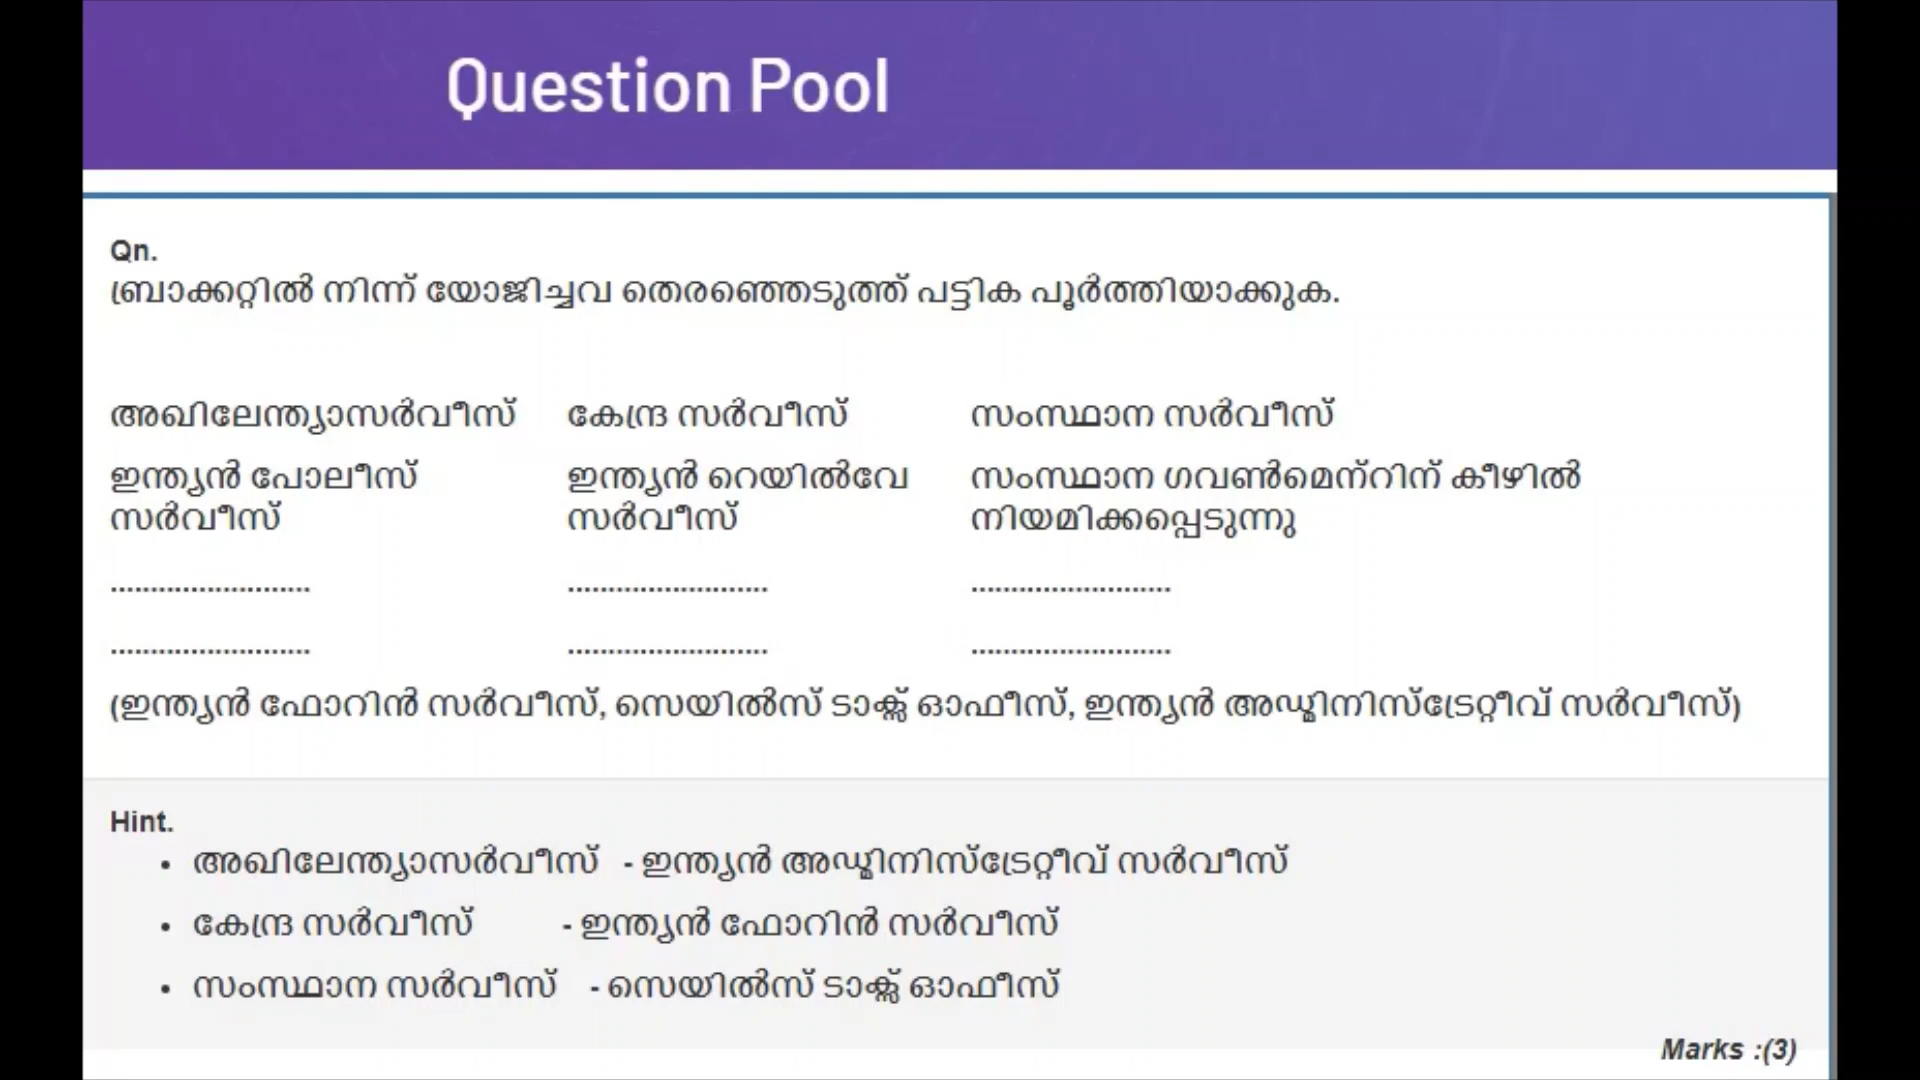 Question Pool
Qn.
ബ്രാക്കറ്റിൽ നിന്ന് യോജിച്ചവ തെരഞ്ഞെടുത്ത് പട്ടിക പൂർത്തിയാക്കുക.
അഖിലേന്ത്യാസർവീസ് കേന്ദ്ര സർവീസ് സംസ്ഥാന സർവീസ്
ഇന്ത്യൻ പോലീസ് ഇന്ത്യൻ റെയിൽവേ സംസ്ഥാന ഗവൺമെന്റിന് കീഴിൽ
സർവീസ് സർവീസ് നിയമിക്കപ്പെടുന്നു
......................... ......................... .........................
......................... ......................... .........................
(ഇന്ത്യൻ ഫോറിൻ സർവീസ്, സെയിൽസ് ടാക്സ് ഓഫീസ്, ഇന്ത്യൻ അഡ്മിനിസ്ട്രേറ്റീവ് സർവീസ്)
Hint.
• അഖിലേന്ത്യാസർവീസ് - ഇന്ത്യൻ അഡ്മിനിസ്ട്രേറ്റീവ് സർവീസ്
• കേന്ദ്ര സർവീസ് - ഇന്ത്യൻ ഫോറിൻ സർവീസ്
• സംസ്ഥാന സർവീസ് - സെയിൽസ് ടാക്സ് ഓഫീസ്
Marks :(3)